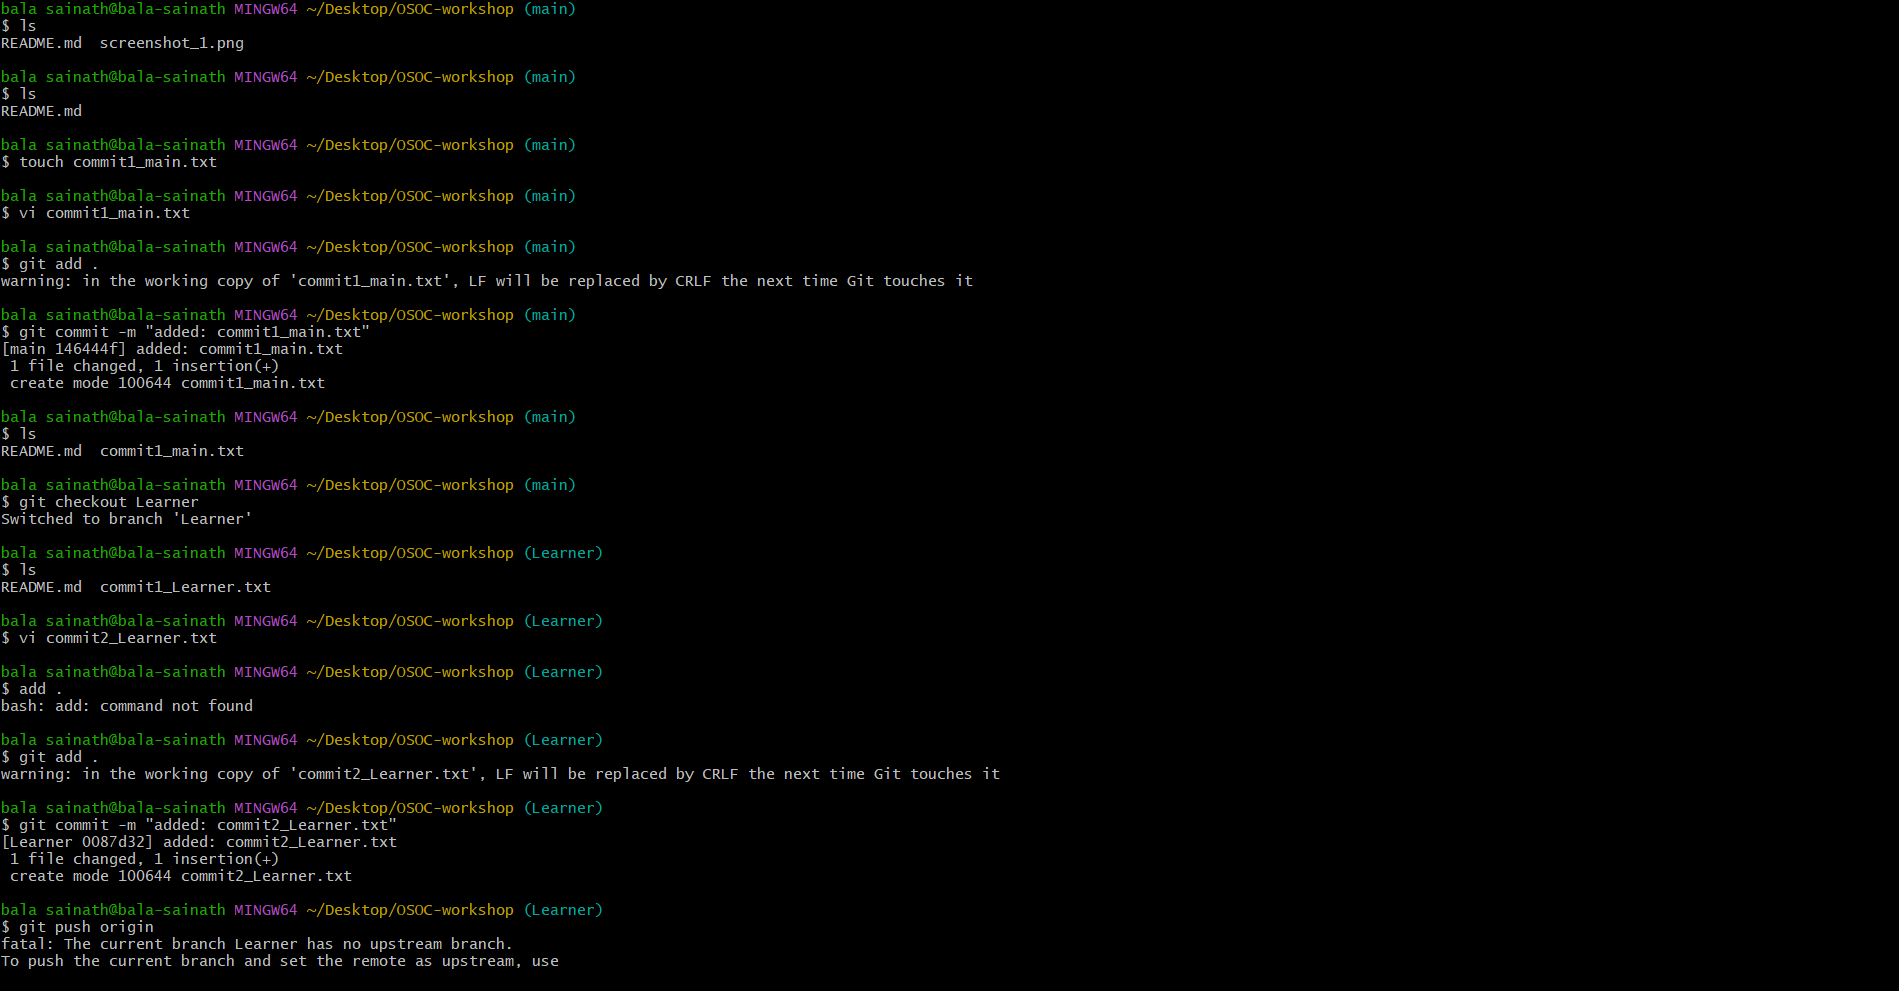 bala sainath@bala-sainath MINGW64 ~/Desktop/OSOC-workshop (main)
$ ls
README.md  screenshot_1.png
bala sainath@bala-sainath MINGW64 ~/Desktop/OSOC-workshop (main)
$ ls
README.md
bala sainath@bala-sainath MINGW64 ~/Desktop/OSOC-workshop (main)
$ touch commit1_main.txt
bala sainath@bala-sainath MINGW64 ~/Desktop/OSOC-workshop (main)
$ vi commit1_main.txt
bala sainath@bala-sainath MINGW64 ~/Desktop/OSOC-workshop (main)
$ git add .
warning: in the working copy of 'commit1_main.txt', LF will be replaced by CRLF the next time Git touches it
bala sainath@bala-sainath MINGW64 ~/Desktop/OSOC-workshop (main)
$ git commit -m "added: commit1_main.txt"
[main 146444f] added: commit1_main.txt
 1 file changed, 1 insertion(+)
 create mode 100644 commit1_main.txt
bala sainath@bala-sainath MINGW64 ~/Desktop/OSOC-workshop (main)
$ ls
README.md  commit1_main.txt
bala sainath@bala-sainath MINGW64 ~/Desktop/OSOC-workshop (main)
$ git checkout Learner
Switched to branch 'Learner'
bala sainath@bala-sainath MINGW64 ~/Desktop/OSOC-workshop (Learner)
$ ls
README.md  commit1_Learner.txt
bala sainath@bala-sainath MINGW64 ~/Desktop/OSOC-workshop (Learner)
$ vi commit2_Learner.txt
bala sainath@bala-sainath MINGW64 ~/Desktop/OSOC-workshop (Learner)
$ add .
bash: add: command not found
bala sainath@bala-sainath MINGW64 ~/Desktop/OSOC-workshop (Learner)
$ git add .
warning: in the working copy of 'commit2_Learner.txt', LF will be replaced by CRLF the next time Git touches it
bala sainath@bala-sainath MINGW64 ~/Desktop/OSOC-workshop (Learner)
$ git commit -m "added: commit2_Learner.txt"
[Learner 0087d32] added: commit2_Learner.txt
 1 file changed, 1 insertion(+)
 create mode 100644 commit2_Learner.txt
bala sainath@bala-sainath MINGW64 ~/Desktop/OSOC-workshop (Learner)
$ git push origin
fatal: The current branch Learner has no upstream branch.
To push the current branch and set the remote as upstream, use